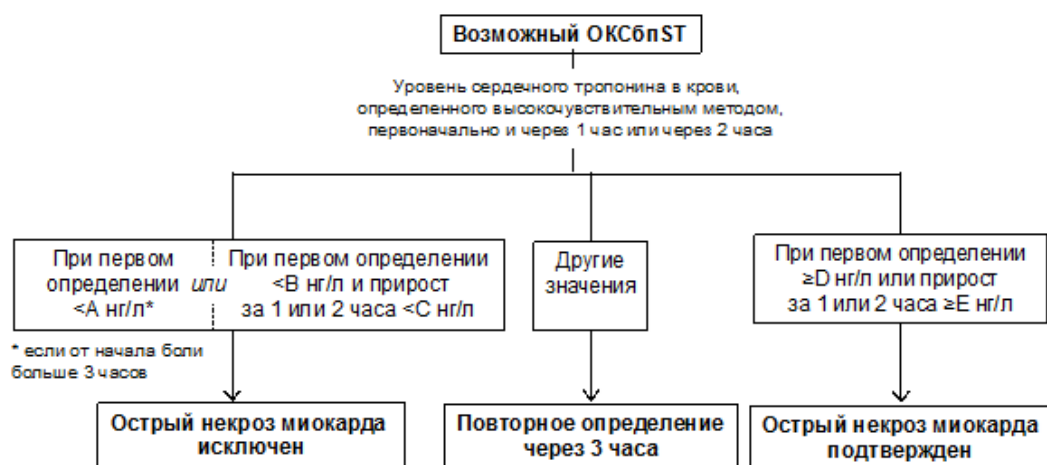 Возможный ОКСбпST
Уровень сердечного тропонина в крови,
определенного высокочувствительным методом,
первоначально и через 1 час или через 2 часа
При первом
определении или
<A нг/л*
При первом определении
<B нг/л и прирост
за 1 или 2 часа <C нг/л
Другие
значения
При первом определении
≥D нг/л или прирост
за 1 или 2 часа ≥E нг/л
* если от начала боли
больше 3 часов
Острый некроз миокарда
исключен
Повторное определение
через 3 часа
Острый некроз миокарда
подтвержден